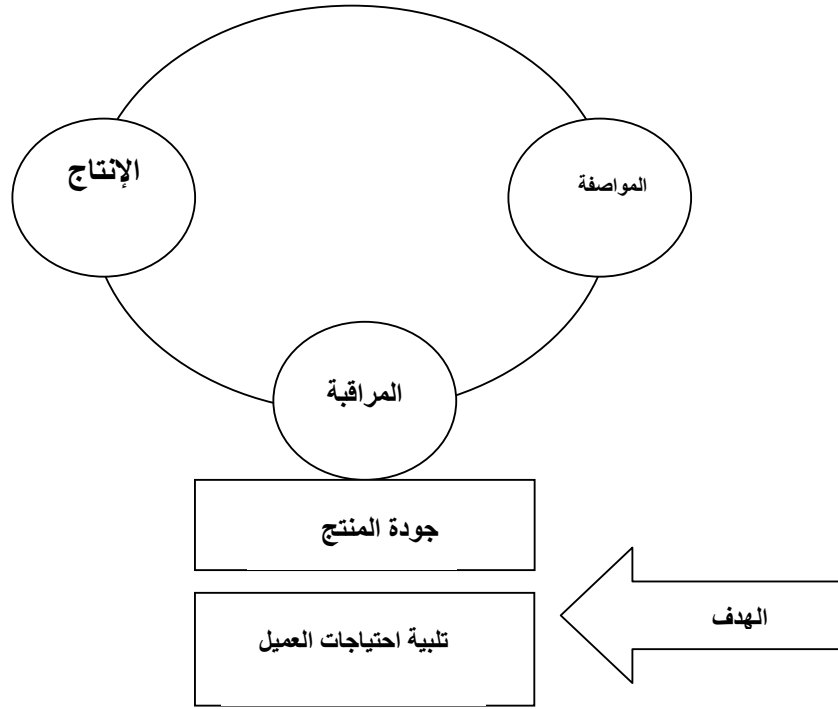 المواصفة
الإنتاج
المراقبة
جودة المنتج
تلبية احتياجات العميل
الهدف